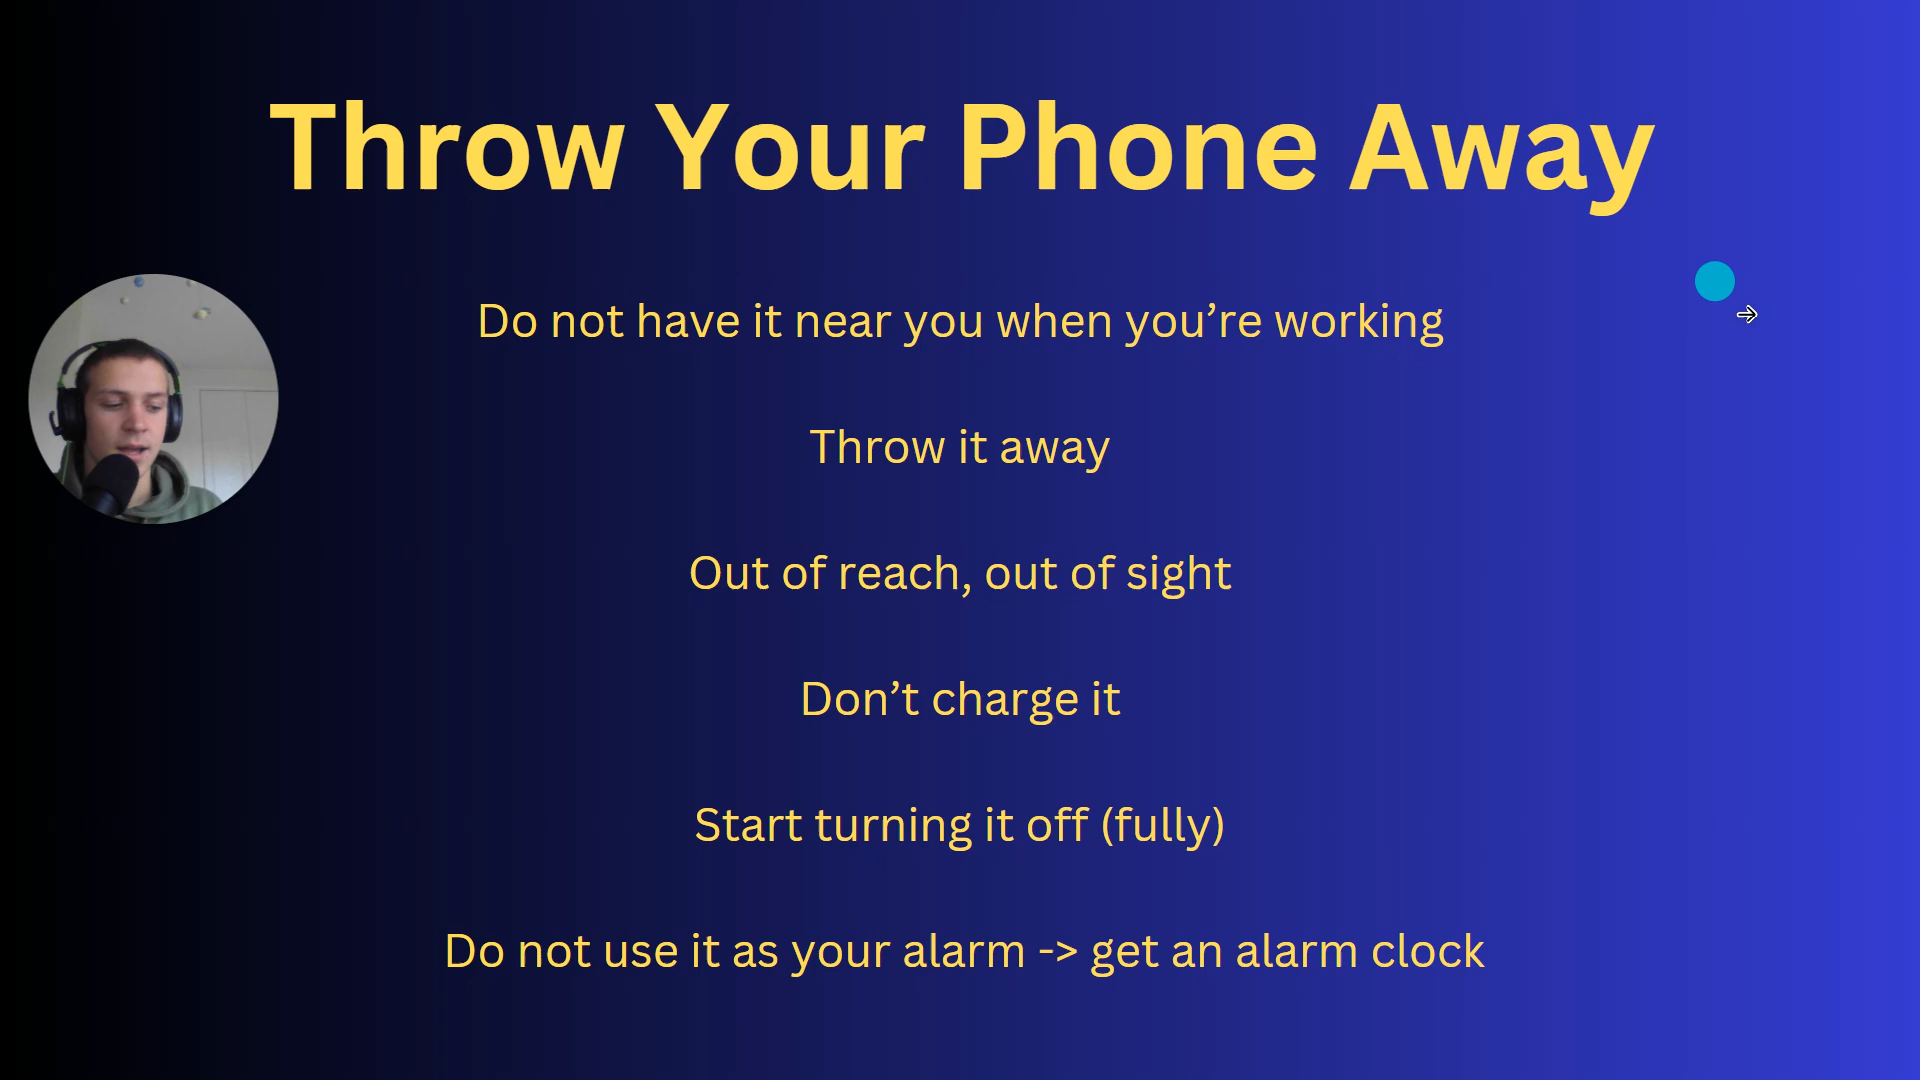 Throw Your Phone Away
Do not have it near you when you’re working
Throw it away
Out of reach, out of sight
Don’t charge it
Start turning it off (fully)
Do not use it as your alarm -> get an alarm clock